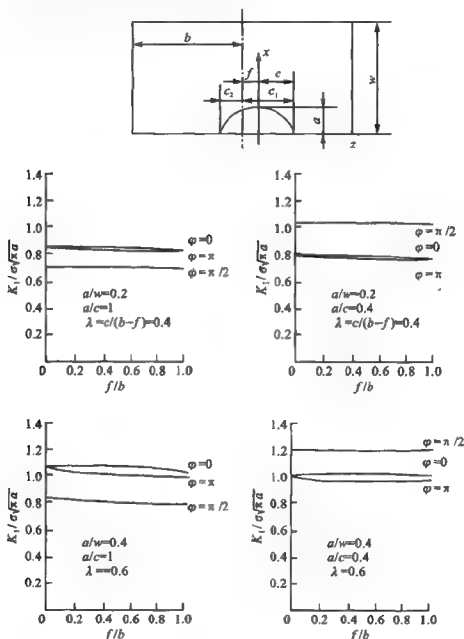 b
x
f
c
c₂
c₁
a
w
z
1.4
1.2
1.0
0.8
0.6
0.4
0.2
0
0.2
0.4
0.6
0.8
1.0
K₁/σ√πa
f/b
φ=0
φ=π
φ=π/2
a/w=0.2
a/c=1
λ=c/(b-f)=0.4
1.4
1.2
1.0
0.8
0.6
0.4
0.2
0
0.2
0.4
0.6
0.8
1.0
K₁/σ√πa
f/b
φ=π/2
φ=0
φ=π
a/w=0.2
a/c=0.4
λ=c/(b-f)=0.4
1.4
1.2
1.0
0.8
0.6
0.4
0.2
0
0.2
0.4
0.6
0.8
1.0
K₁/σ√πa
f/b
φ=0
φ=π
φ=π/2
a/w=0.4
a/c=1
λ==0.6
1.4
1.2
1.0
0.8
0.6
0.4
0.2
0
0.2
0.4
0.6
0.8
1.0
K₁/σ√πa
f/b
φ=π/2
φ=0
φ=π
a/w=0.4
a/c=0.4
λ=0.6